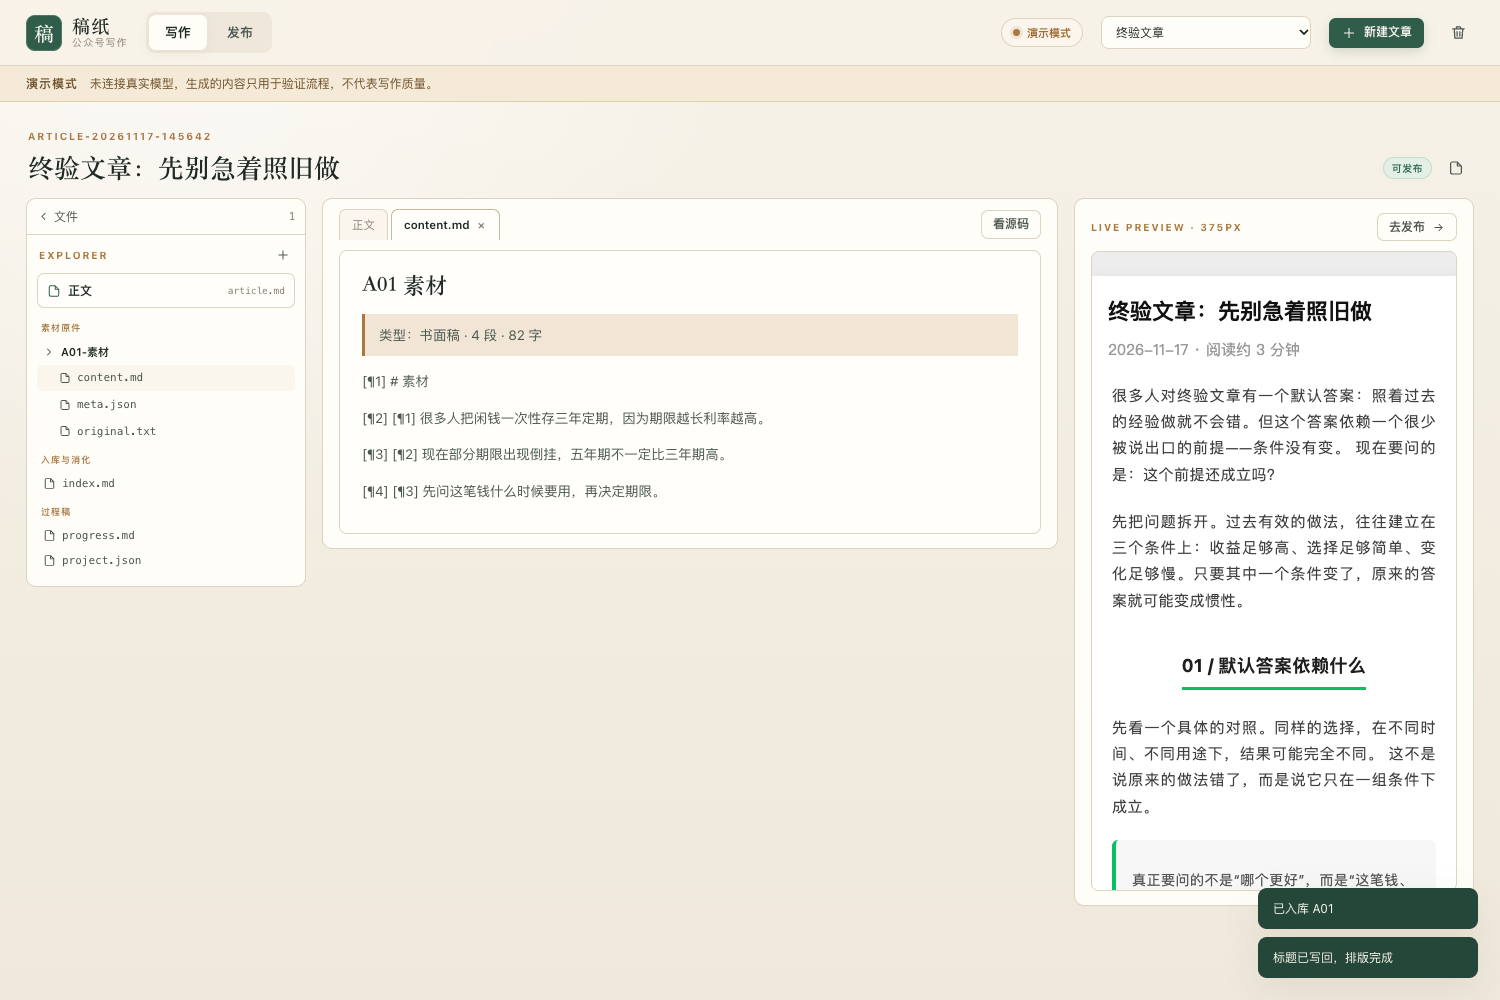 稿
稿纸
公众号写作
写作
发布
演示模式
终验文章
新建文章
演示模式 未连接真实模型，生成的内容只用于验证流程，不代表写作质量。
ARTICLE-20261117-145642
终验文章：先别急着照旧做
可发布
文件
1
EXPLORER
正文
article.md
素材原件
A01-素材
content.md
meta.json
original.txt
入库与消化
index.md
过程稿
progress.md
project.json
正文
content.md ×
看源码
A01 素材
类型：书面稿 · 4 段 · 82 字
[¶1] # 素材
[¶2] [¶1] 很多人把闲钱一次性存三年定期，因为期限越长利率越高。
[¶3] [¶2] 现在部分期限出现倒挂，五年期不一定比三年期高。
[¶4] [¶3] 先问这笔钱什么时候要用，再决定期限。
LIVE PREVIEW · 375PX
去发布 →
终验文章：先别急着照旧做
2026-11-17 · 阅读约 3 分钟
很多人对终验文章有一个默认答案：照着过去
的经验做就不会错。但这个答案依赖一个很少
被说出口的前提——条件没有变。 现在要问的
是：这个前提还成立吗？
先把问题拆开。过去有效的做法，往往建立在
三个条件上：收益足够高、选择足够简单、变
化足够慢。只要其中一个条件变了，原来的答
案就可能变成惯性。
01 / 默认答案依赖什么
先看一个具体的对照。同样的选择，在不同时
间、不同用途下，结果可能完全不同。 这不是
说原来的做法错了，而是说它只在一组条件下
成立。
真正要问的不是“哪个更好”，而是“这笔钱、
已入库 A01
标题已写回，排版完成